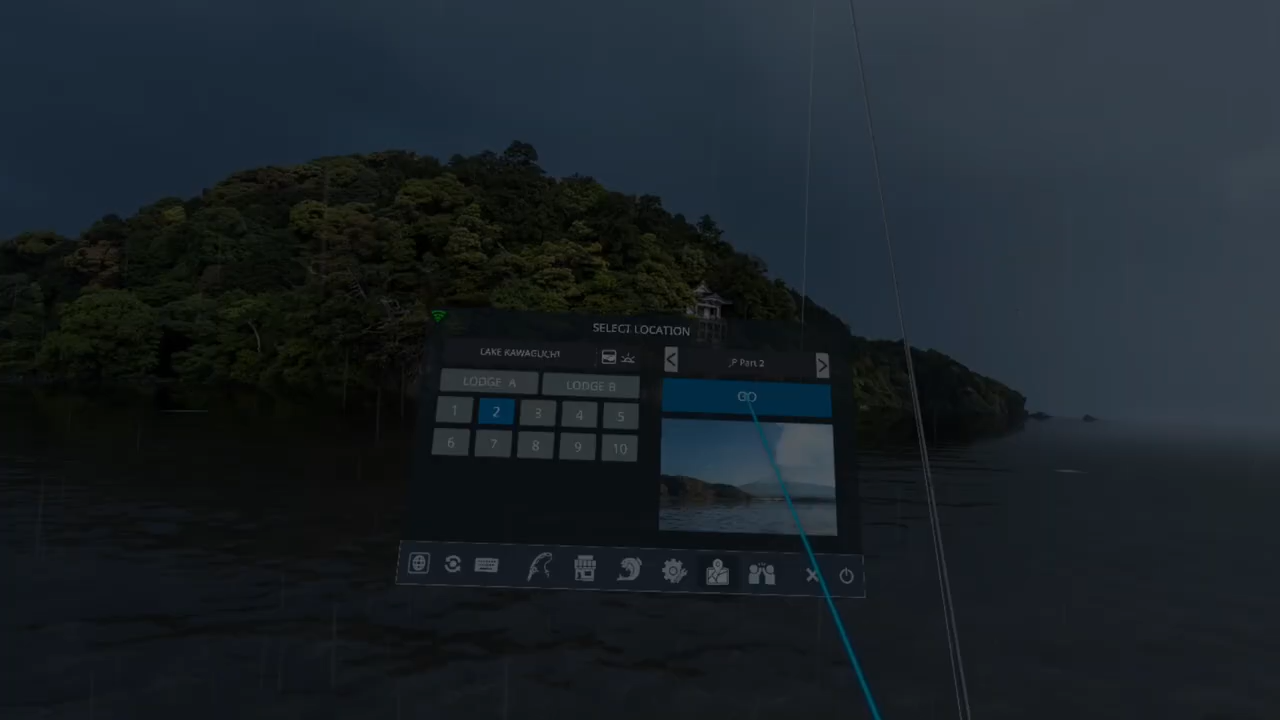 SELECT LOCATION
LAKE KAWAGUCHI
Part 2
LODGE A
LODGE B
GO
1 2 3 4 5
6 7 8 9 10